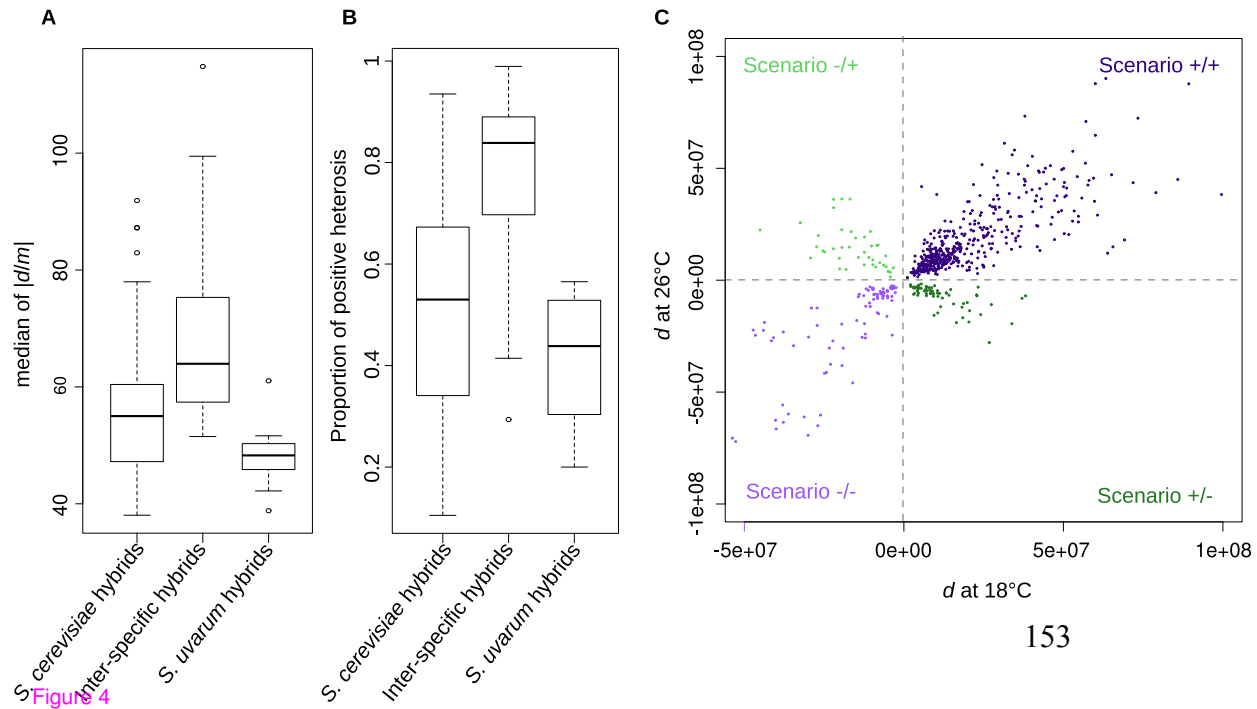 A
median of |d/m|
40
60
80
100
S. cerevisiae hybrids
Inter-specific hybrids
S. uvarum hybrids
B
Proportion of positive heterosis
0.2
0.4
0.6
0.8
1
S. cerevisiae hybrids
Inter-specific hybrids
S. uvarum hybrids
C
d at 26°C
-1e+08
-5e+07
0e+00
5e+07
1e+08
Scenario -/+
Scenario +/+
Scenario -/-
Scenario +/-
-5e+07
0e+00
5e+07
1e+08
d at 18°C
153
Figure 4